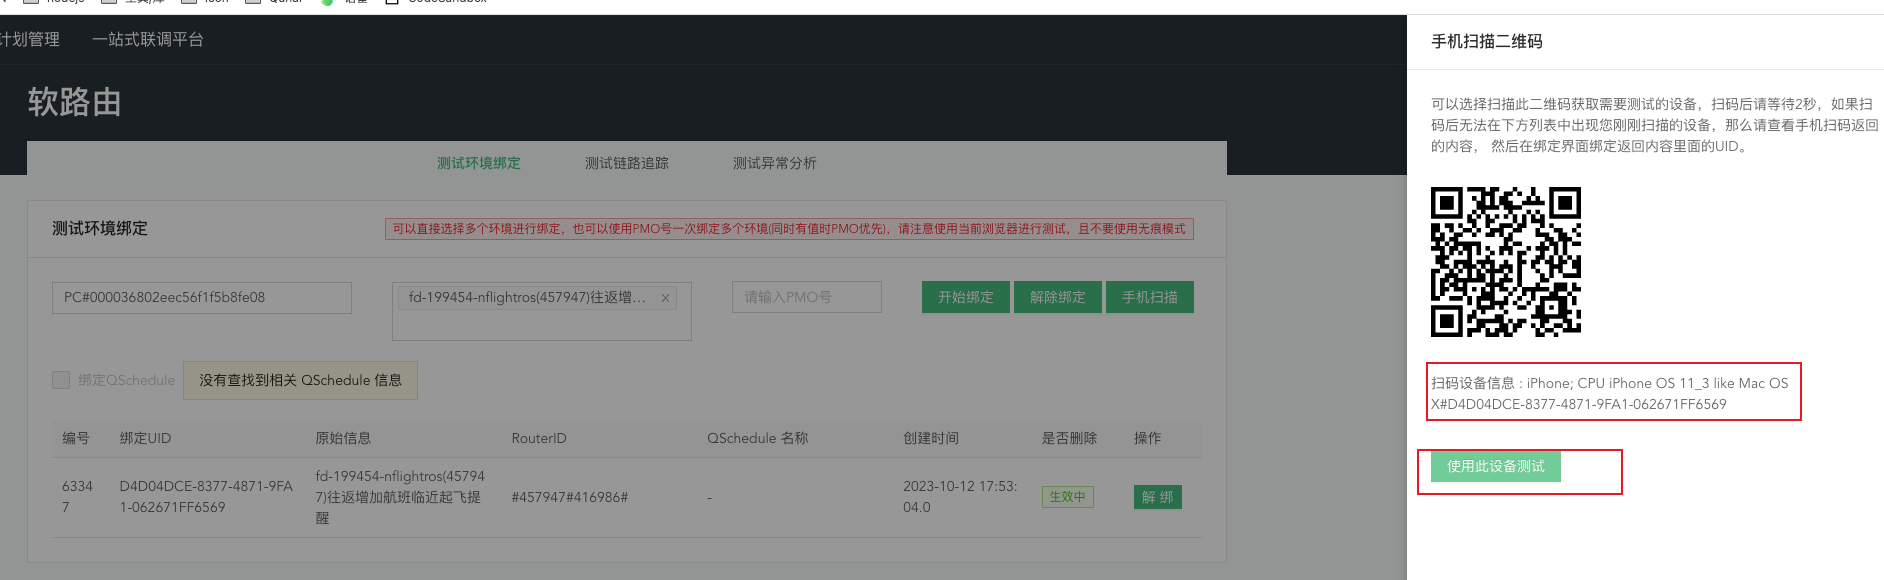 nodejs
icon
Qunar
语雀
CodeSandbox
计划管理
一站式联调平台
软路由
测试环境绑定
测试链路追踪
测试异常分析
测试环境绑定
可以直接选择多个环境进行绑定，也可以使用PMO号一次绑定多个环境(同时有值时PMO优先)，请注意使用当前浏览器进行测试，且不要使用无痕模式
PC#000036802eec56f1f5b8fe08
fd-199454-nflightros(457947)往返增... x
请输入PMO号
开始绑定
解除绑定
手机扫描
绑定QSchedule
没有查找到相关 QSchedule 信息
编号
绑定UID
原始信息
RouterID
QSchedule 名称
创建时间
是否删除
操作
6334
7
D4D04DCE-8377-4871-9FA
1-062671FF6569
fd-199454-nflightros(45794
7)往返增加航班临近起飞提
醒
#457947#416986#
-
2023-10-12 17:53:
04.0
生效中
解 绑
手机扫描二维码
可以选择扫描此二维码获取需要测试的设备，扫码后请等待2秒，如果扫
码后无法在下方列表中出现您刚刚扫描的设备，那么请查看手机扫码返回
的内容， 然后在绑定界面绑定返回内容里面的UID。
扫码设备信息 : iPhone; CPU iPhone OS 11_3 like Mac OS
X#D4D04DCE-8377-4871-9FA1-062671FF6569
使用此设备测试